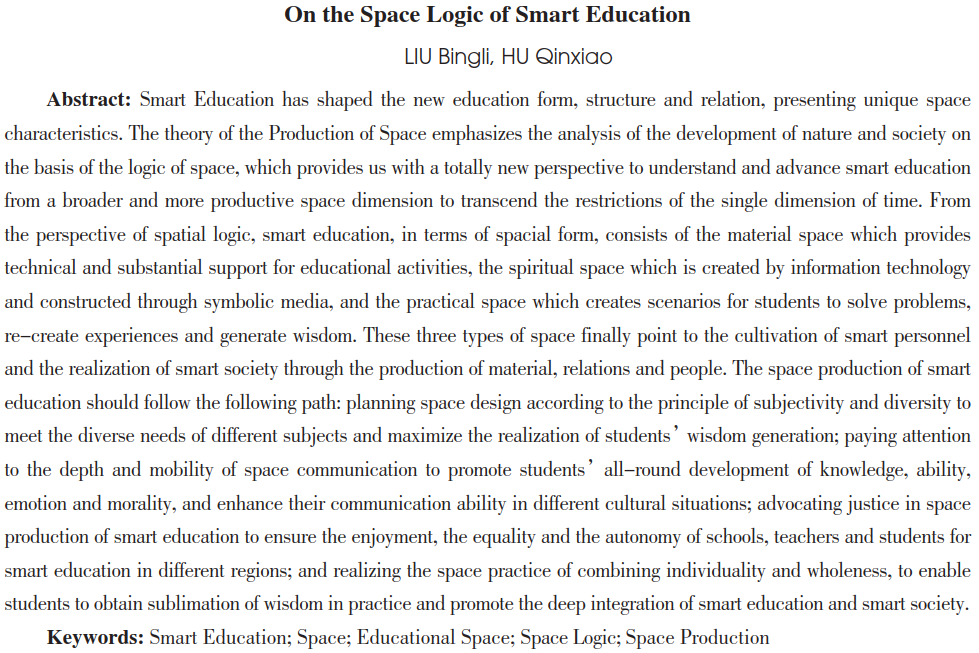 On the Space Logic of Smart Education
LIU Bingli, HU Qinxiao
Abstract: Smart Education has shaped the new education form, structure and relation, presenting unique space
characteristics. The theory of the Production of Space emphasizes the analysis of the development of nature and society on
the basis of the logic of space, which provides us with a totally new perspective to understand and advance smart education
from a broader and more productive space dimension to transcend the restrictions of the single dimension of time. From
the perspective of spatial logic, smart education, in terms of spacial form, consists of the material space which provides
technical and substantial support for educational activities, the spiritual space which is created by information technology
and constructed through symbolic media, and the practical space which creates scenarios for students to solve problems,
re-create experiences and generate wisdom. These three types of space finally point to the cultivation of smart personnel
and the realization of smart society through the production of material, relations and people. The space production of smart
education should follow the following path: planning space design according to the principle of subjectivity and diversity to
meet the diverse needs of different subjects and maximize the realization of students’ wisdom generation; paying attention
to the depth and mobility of space communication to promote students’ all-round development of knowledge, ability,
emotion and morality, and enhance their communication ability in different cultural situations; advocating justice in space
production of smart education to ensure the enjoyment, the equality and the autonomy of schools, teachers and students for
smart education in different regions; and realizing the space practice of combining individuality and wholeness, to enable
students to obtain sublimation of wisdom in practice and promote the deep integration of smart education and smart society.
Keywords: Smart Education; Space; Educational Space; Space Logic; Space Production